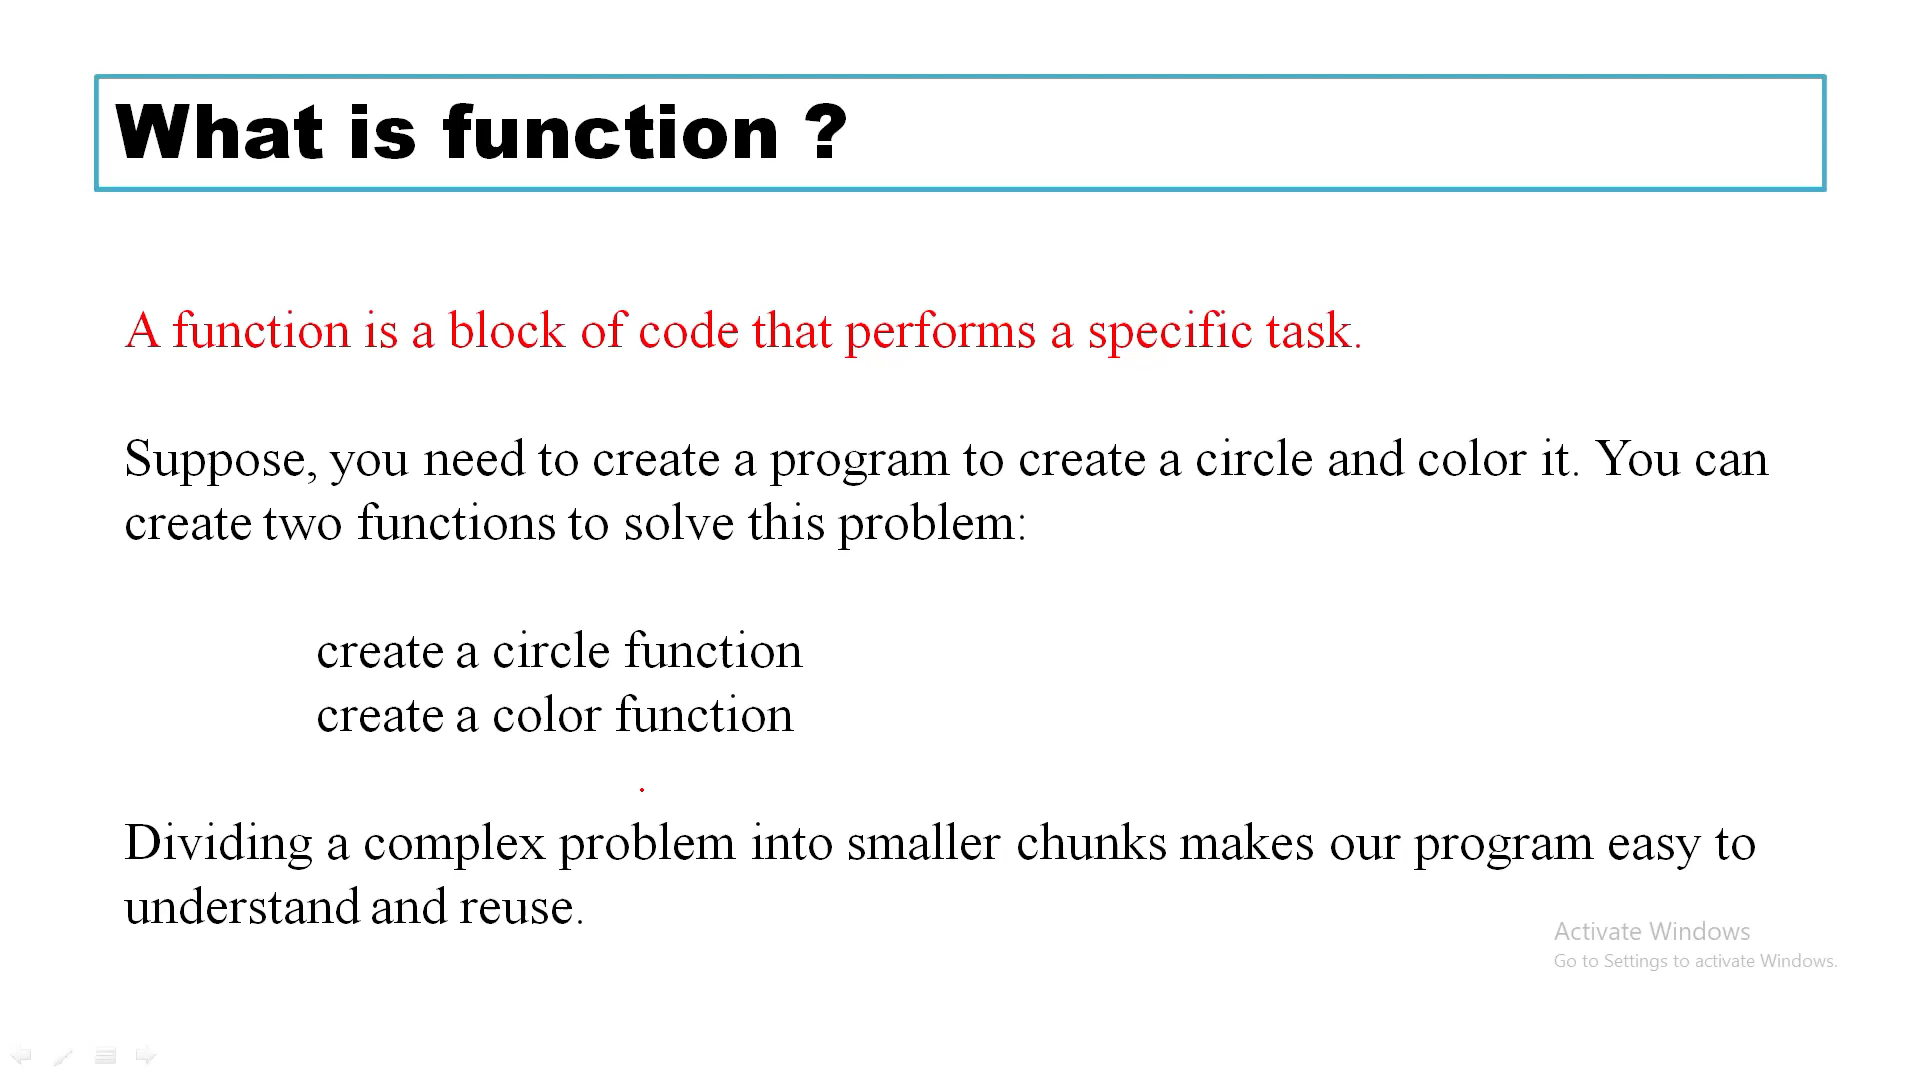 What is function ?
A function is a block of code that performs a specific task.
Suppose, you need to create a program to create a circle and color it. You can
create two functions to solve this problem:
create a circle function
create a color function
Dividing a complex problem into smaller chunks makes our program easy to
understand and reuse.
Activate Windows
Go to Settings to activate Windows.